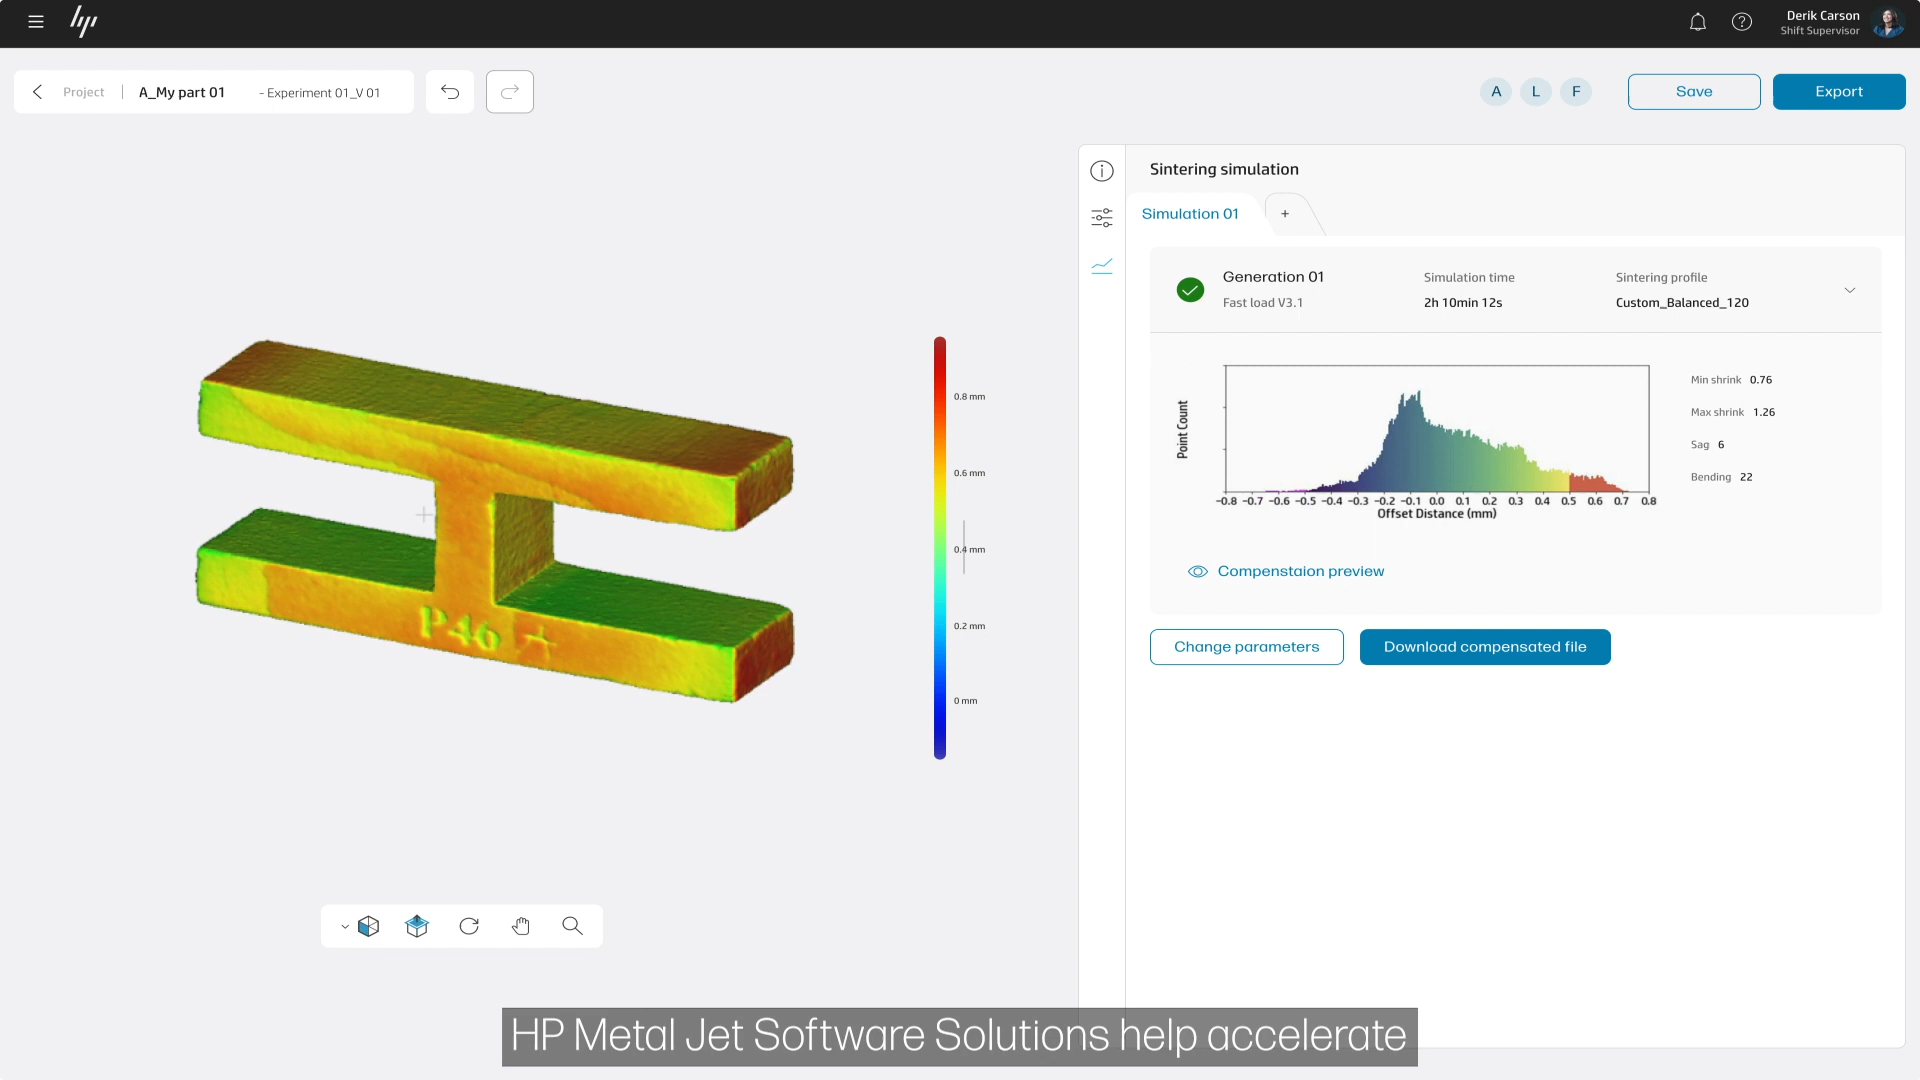 hp
Derik Carson
Shift Supervisor
Project | A_My part 01 - Experiment 01_V 01
A L F Save Export
Sintering simulation
Simulation 01 +
Generation 01 Simulation time Sintering profile
Fast load V3.1 2h 10min 12s Custom_Balanced_120
0.8 mm
0.6 mm
0.4 mm
0.2 mm
0 mm
P46
Point Count
-0.8 -0.7 -0.6 -0.5 -0.4 -0.3 -0.2 -0.1 0.0 0.1 0.2 0.3 0.4 0.5 0.6 0.7 0.8
Offset Distance (mm)
Min shrink 0.76
Max shrink 1.26
Sag 6
Bending 22
Compenstaion preview
Change parameters Download compensated file
HP Metal Jet Software Solutions help accelerate